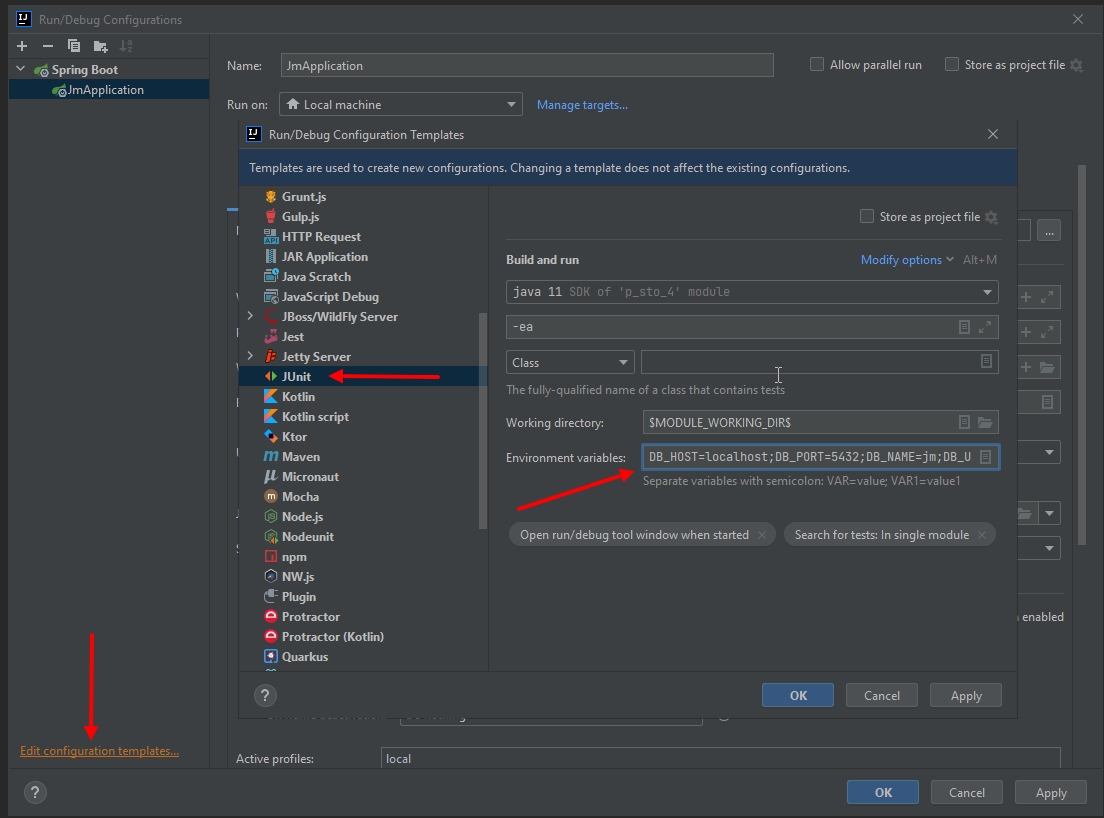 Run/Debug Configurations
Spring Boot
JmApplication
Name:
JmApplication
Allow parallel run
Store as project file
Run on:
Local machine
Manage targets...
Run/Debug Configuration Templates
Templates are used to create new configurations. Changing a template does not affect the existing configurations.
Grunt.js
Gulp.js
HTTP Request
JAR Application
Java Scratch
JavaScript Debug
JBoss/WildFly Server
Jest
Jetty Server
JUnit
Kotlin
Kotlin script
Ktor
Maven
Micronaut
Mocha
Node.js
Nodeunit
npm
NW.js
Plugin
Protractor
Protractor (Kotlin)
Quarkus
Store as project file
Build and run
Modify options
Alt+M
java 11 SDK of 'p_sto_4' module
-ea
Class
The fully-qualified name of a class that contains tests
Working directory:
$MODULE_WORKING_DIR$
Environment variables:
DB_HOST=localhost;DB_PORT=5432;DB_NAME=jm;DB_U
Separate variables with semicolon: VAR=value; VAR1=value1
Open run/debug tool window when started
Search for tests: In single module
...
enabled
?
OK
Cancel
Apply
Edit configuration templates...
Active profiles:
local
?
OK
Cancel
Apply